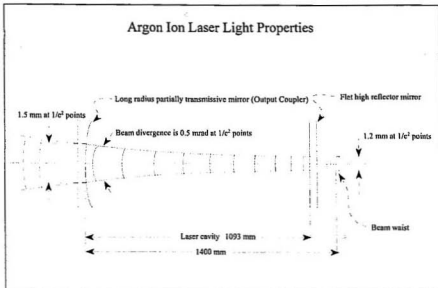 Argon Ion Laser Light Properties
Long radius partially transmissive mirror (Output Coupler)
Flet high reflector mirror
1.5 mm at 1/e² points
Beam divergence is 0.5 mrad at 1/e² points
1.2 mm at 1/e² points
Laser cavity 1093 mm
Beam waist
1400 mm